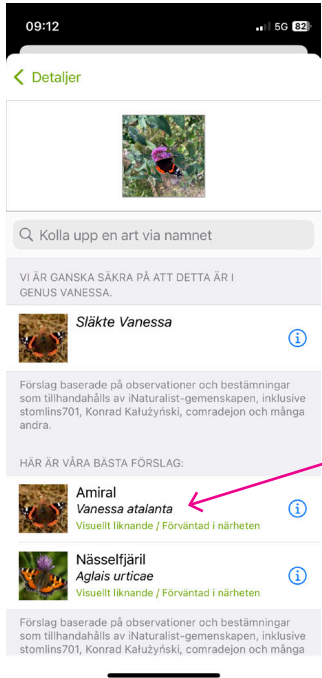 09:12
5G 82
Detaljer
Kolla upp en art via namnet
VI ÄR GANSKA SÄKRA PÅ ATT DETTA ÄR I
GENUS VANESSA.
Släkte Vanessa
Förslag baserade på observationer och bestämningar
som tillhandahålls av iNaturalist-gemenskapen, inklusive
stomlins701, Konrad Kałużyński, comradejon och många
andra.
HÄR ÄR VÅRA BÄSTA FÖRSLAG:
Amiral
Vanessa atalanta
Visuellt liknande / Förväntad i närheten
Nässelfjäril
Aglais urticae
Visuellt liknande / Förväntad i närheten
Förslag baserade på observationer och bestämningar
som tillhandahålls av iNaturalist-gemenskapen, inklusive
stomlins701, Konrad Kałużyński, comradejon och många